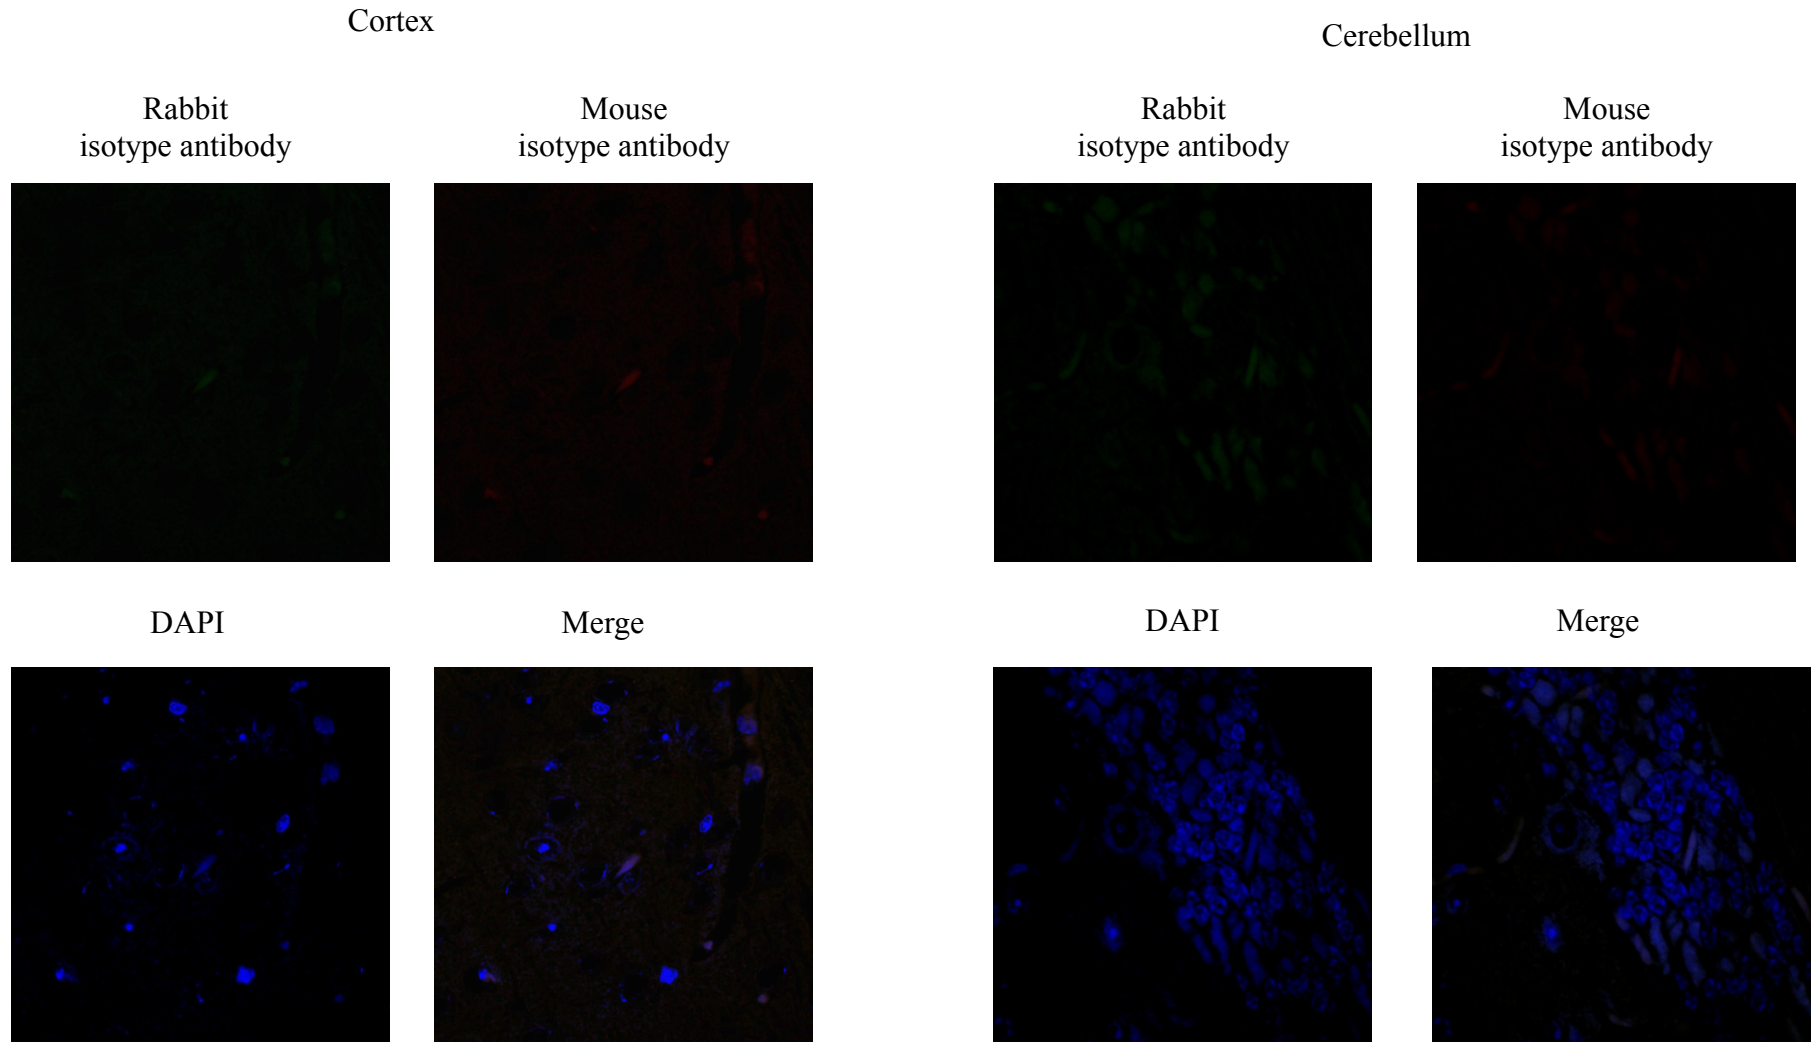 Cortex
Cerebellum
Rabbit
isotype antibody
Mouse
isotype antibody
Rabbit
isotype antibody
Mouse
isotype antibody
DAPI
Merge
DAPI
Merge